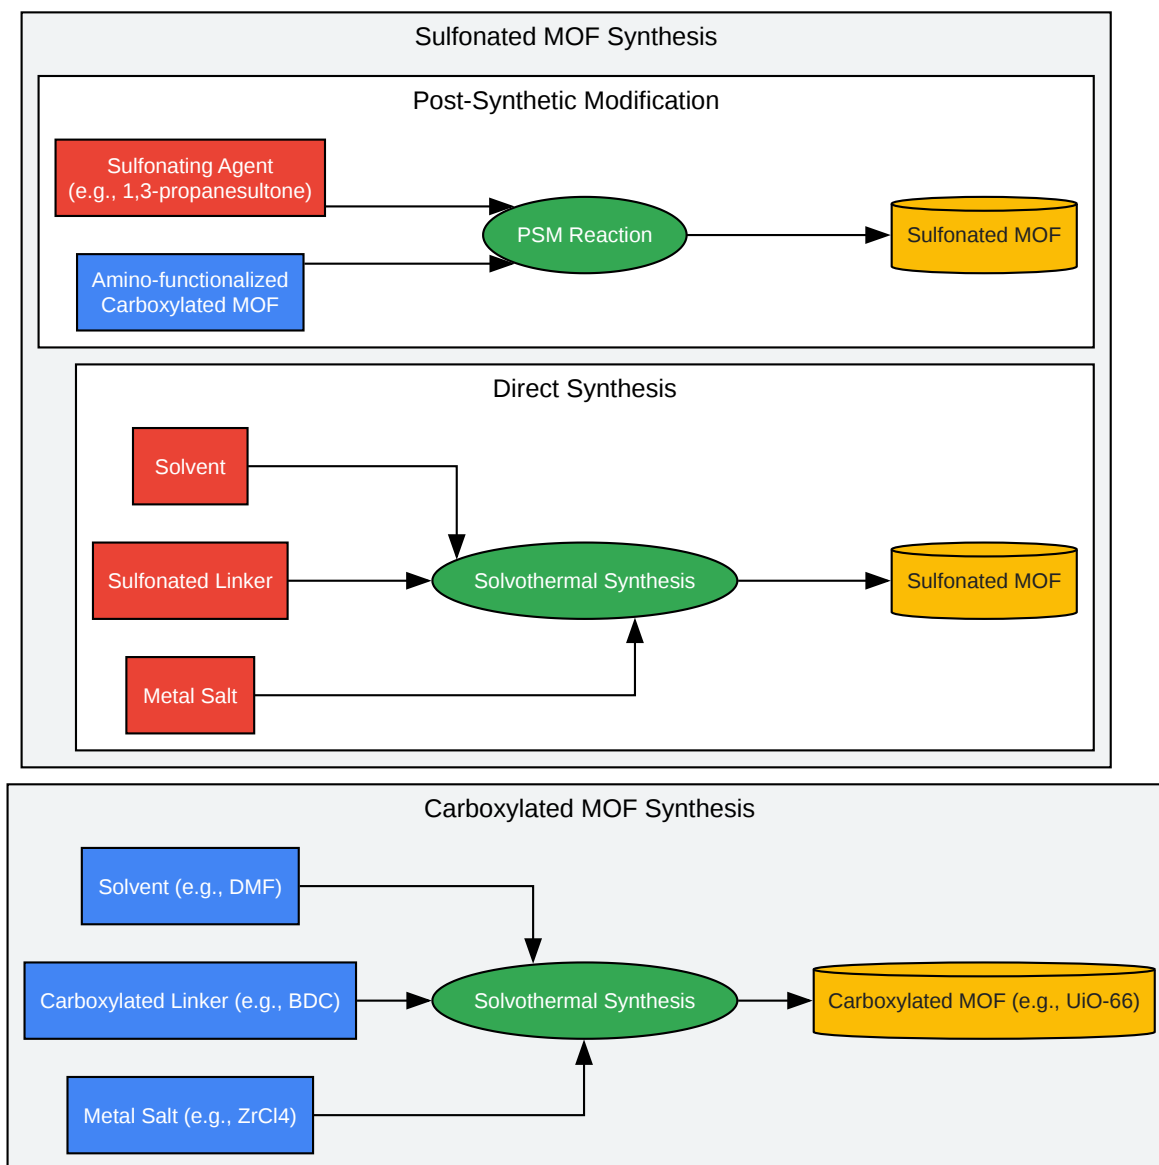 Sulfonated MOF Synthesis
Post-Synthetic Modification
Sulfonating Agent
(e.g., 1,3-propanesultone)
PSM Reaction
Sulfonated MOF
Amino-functionalized
Carboxylated MOF
Direct Synthesis
Solvent
Sulfonated Linker
Solvothermal Synthesis
Sulfonated MOF
Metal Salt
Carboxylated MOF Synthesis
Solvent (e.g., DMF)
Carboxylated Linker (e.g., BDC)
Solvothermal Synthesis
Carboxylated MOF (e.g., UiO-66)
Metal Salt (e.g., ZrCl4)